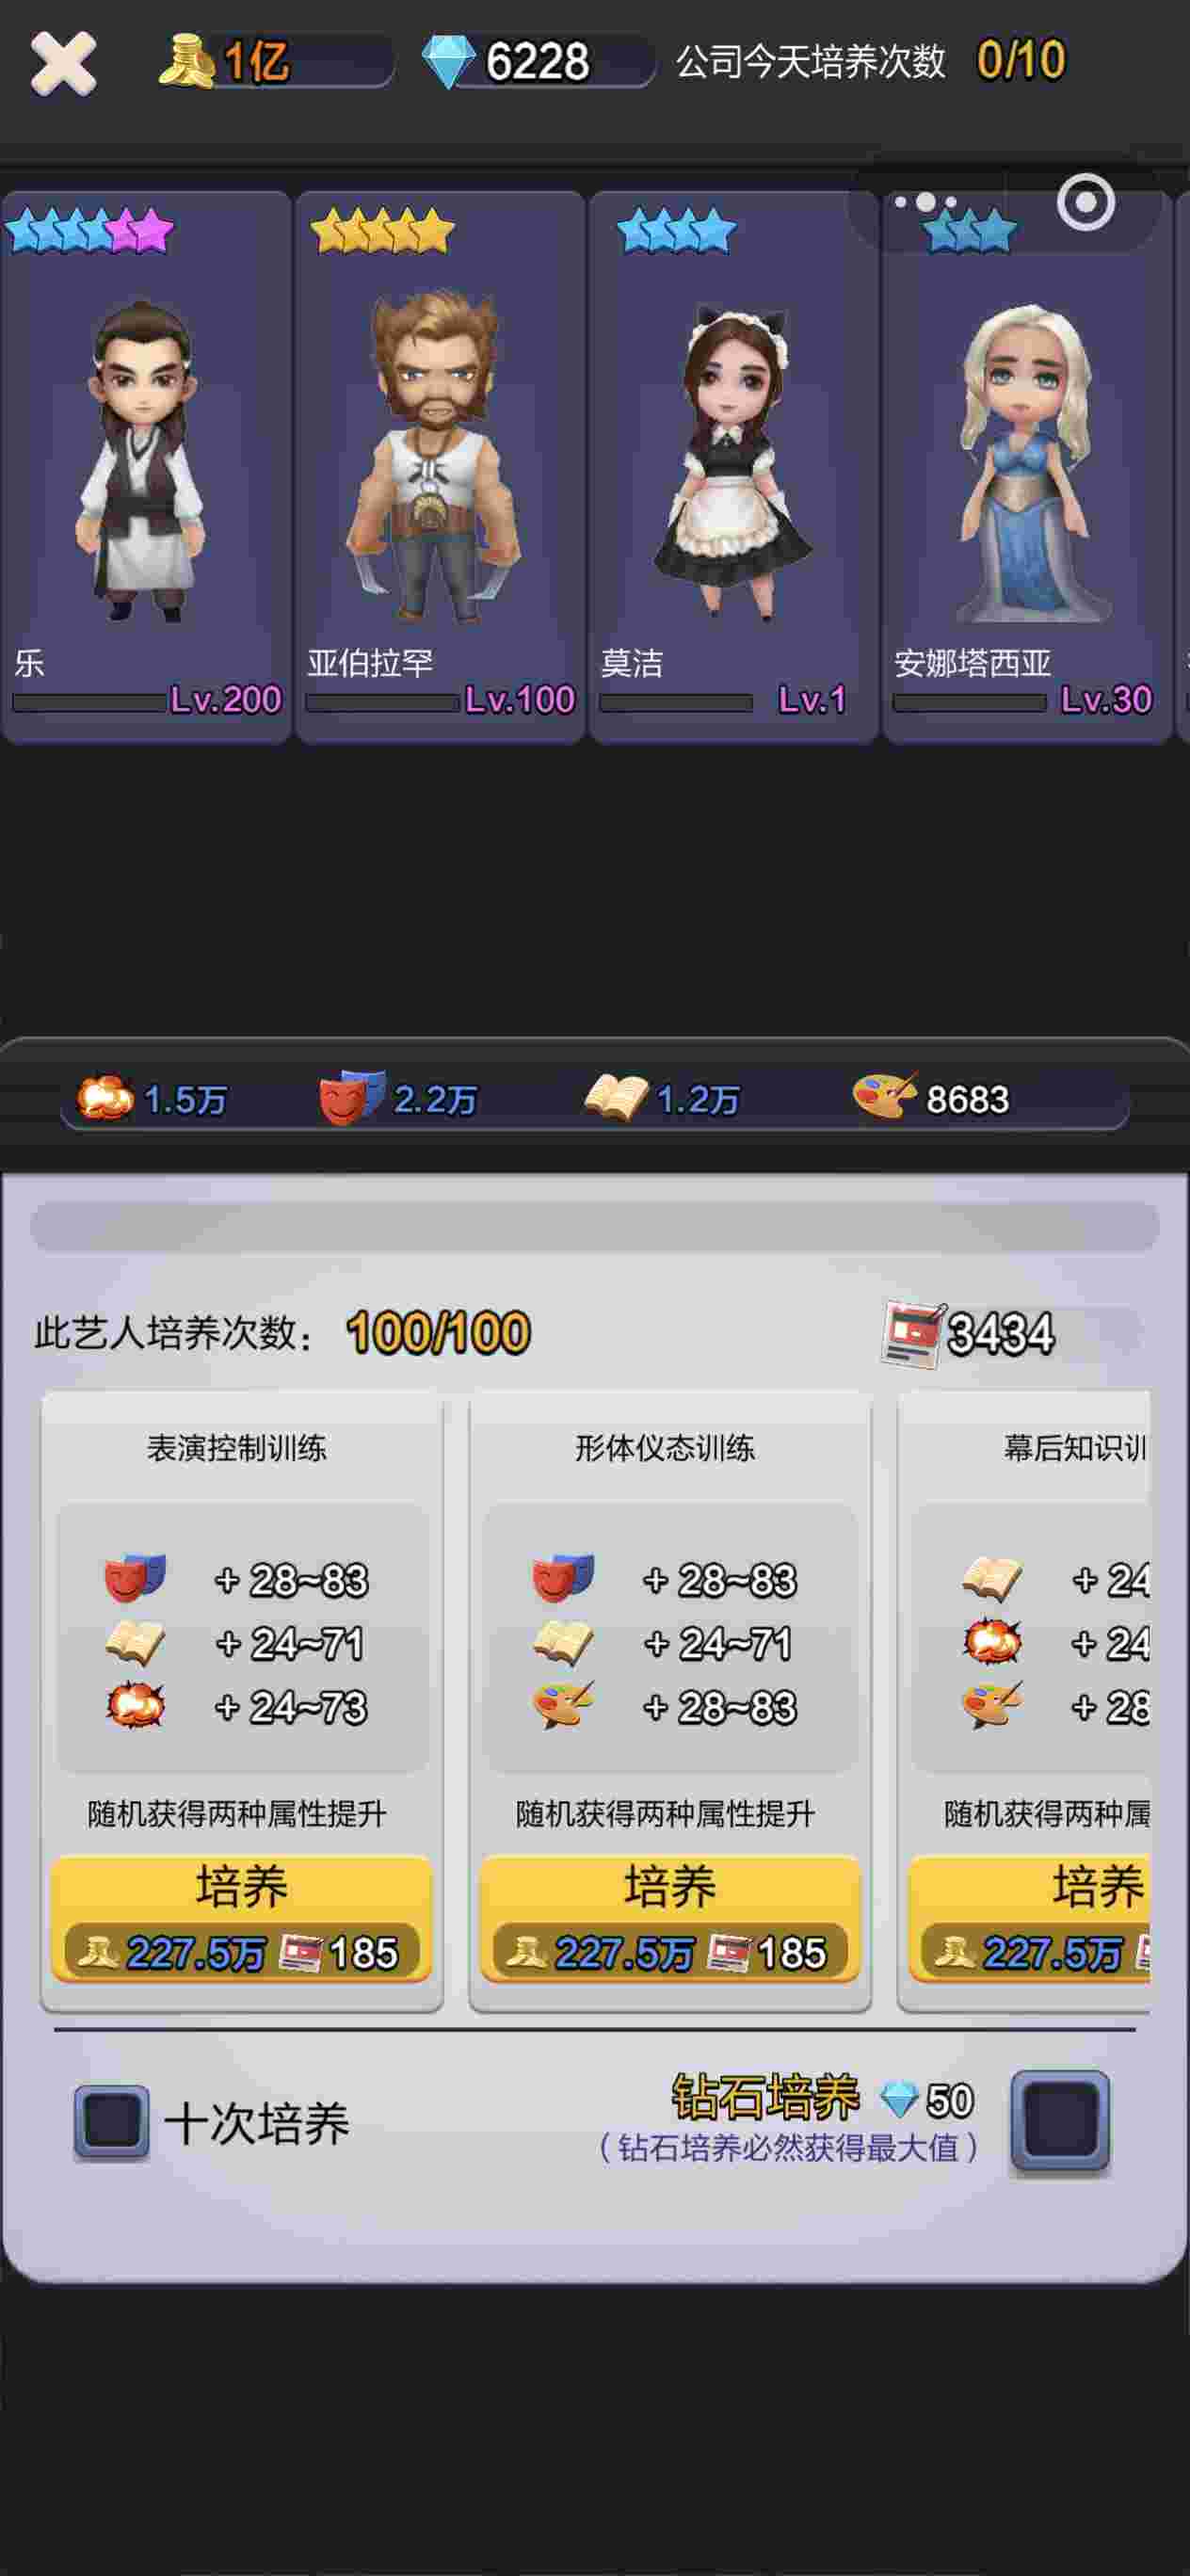 1亿 6228 公司今天培养次数 0/10
乐 亚伯拉罕 莫洁 安娜塔西亚
Lv.200 Lv.100 Lv.1 Lv.30
1.5万 2.2万 1.2万 8683
此艺人培养次数： 100/100 3434
表演控制训练 形体仪态训练 幕后知识训
+ 28~83 + 28~83 + 24
+ 24~71 + 24~71 + 24
+ 24~73 + 28~83 + 28
随机获得两种属性提升 随机获得两种属性提升 随机获得两种属
培养 培养 培养
227.5万 185 227.5万 185 227.5万
十次培养 钻石培养 50
（钻石培养必然获得最大值）